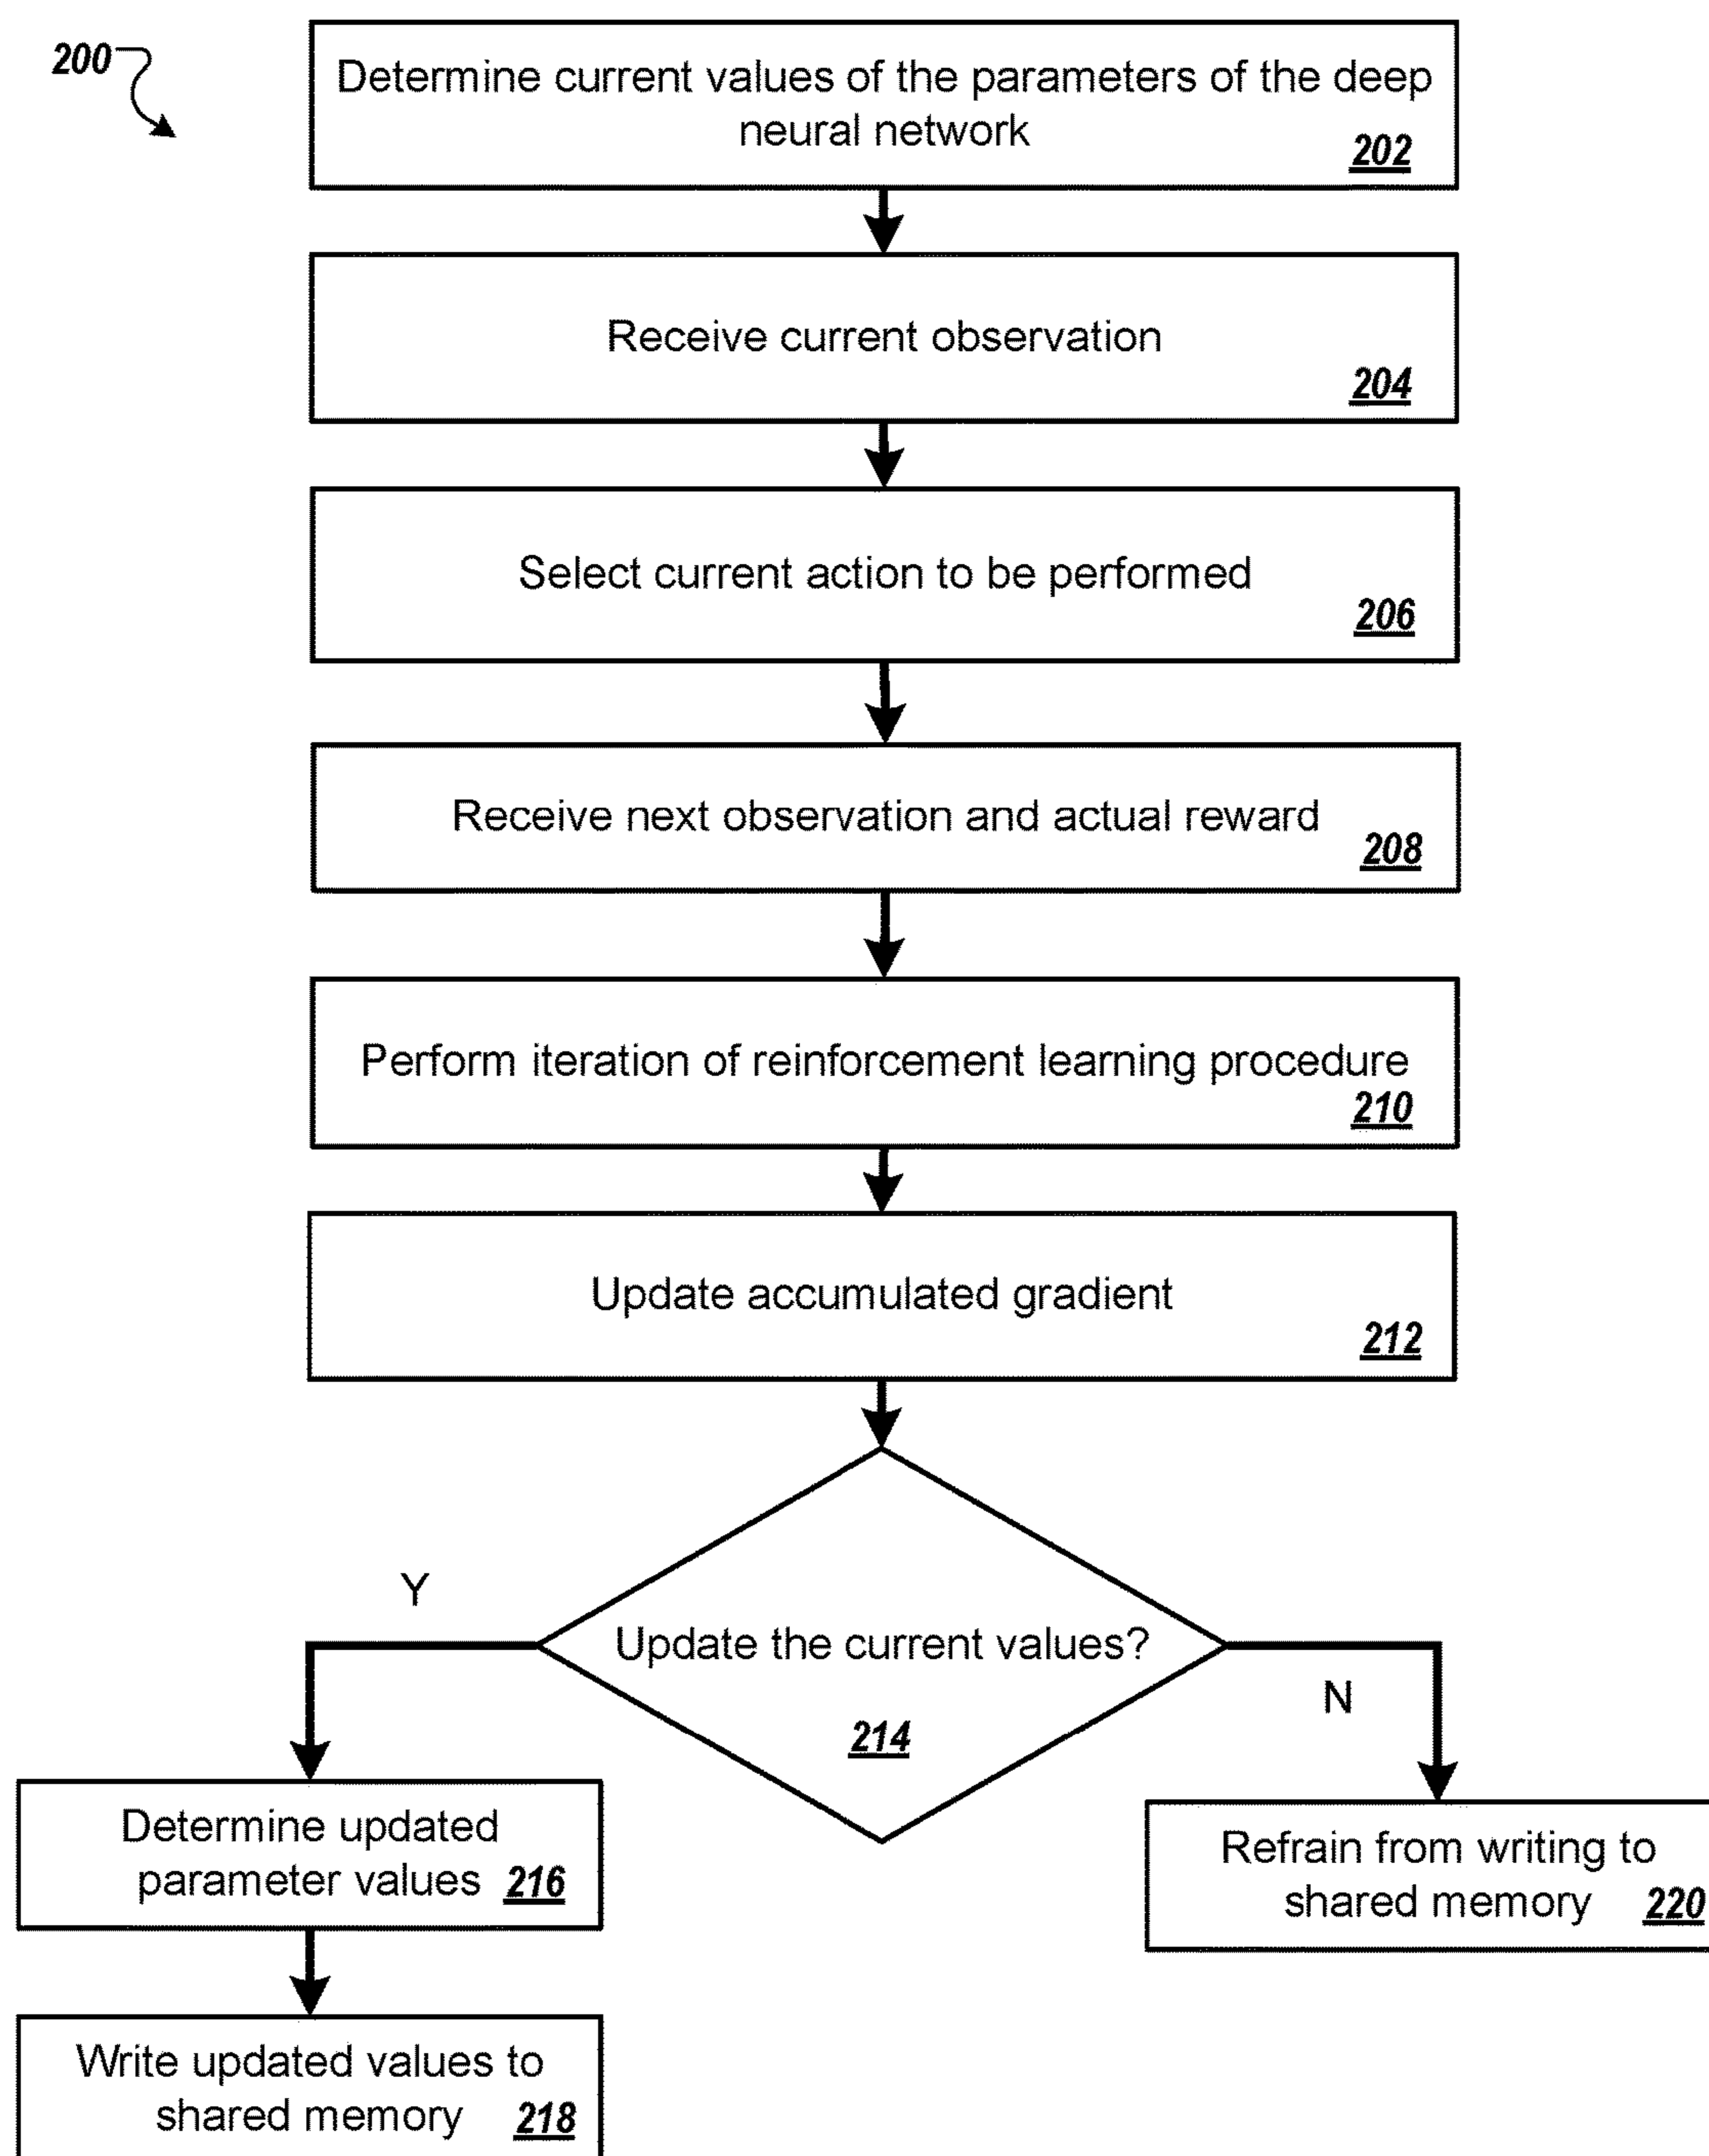 200
Determine current values of the parameters of the deep
neural network
202
Receive current observation
204
Select current action to be performed
206
Receive next observation and actual reward
208
Perform iteration of reinforcement learning procedure
210
Update accumulated gradient
212
Y
Update the current values?
N
214
Determine updated
parameter values 216
Refrain from writing to
shared memory 220
Write updated values to
shared memory 218